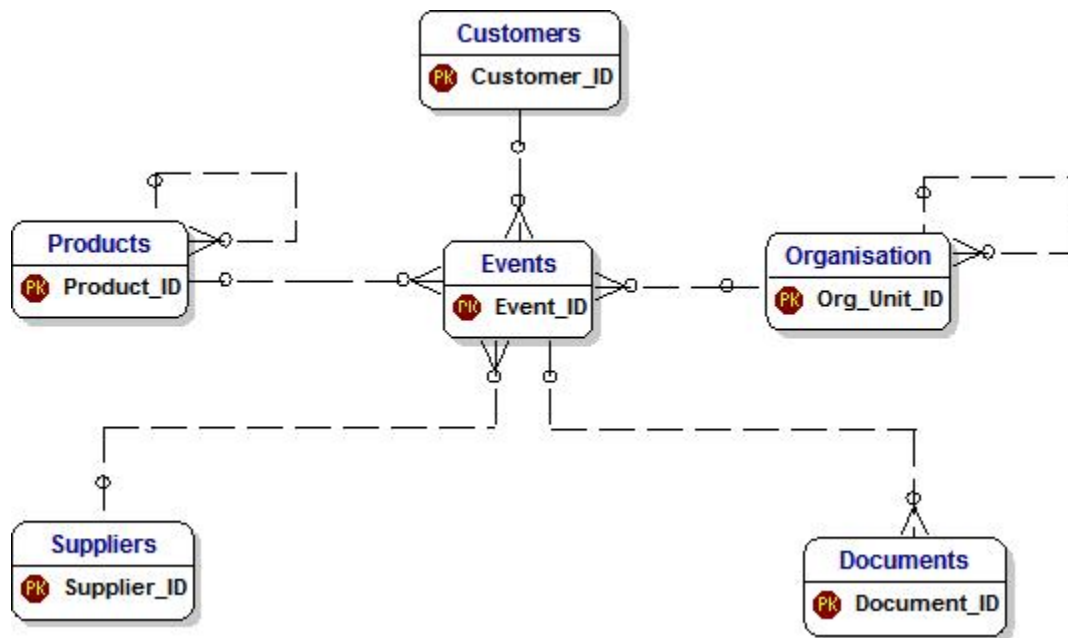 Customers
PK Customer_ID
Products
PK Product_ID
Events
PK Event_ID
Organisation
PK Org_Unit_ID
Suppliers
PK Supplier_ID
Documents
PK Document_ID